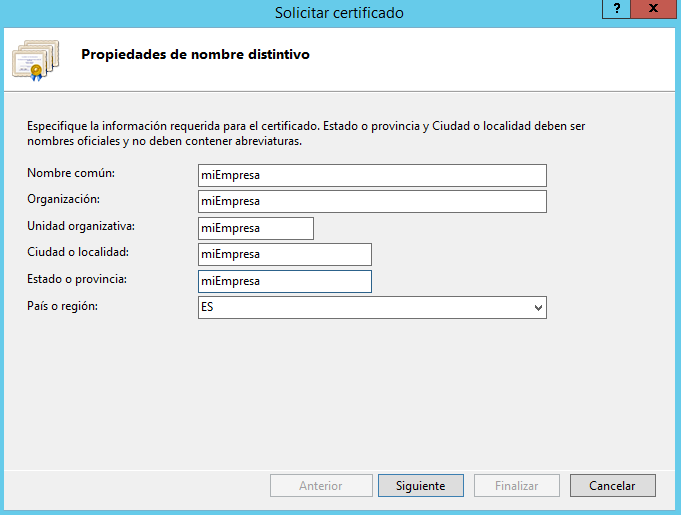 Solicitar certificado
?
x
Propiedades de nombre distintivo
Especifique la información requerida para el certificado. Estado o provincia y Ciudad o localidad deben ser
nombres oficiales y no deben contener abreviaturas.
Nombre común: miEmpresa
Organización: miEmpresa
Unidad organizativa: miEmpresa
Ciudad o localidad: miEmpresa
Estado o provincia: miEmpresa
País o región: ES
Anterior Siguiente Finalizar Cancelar